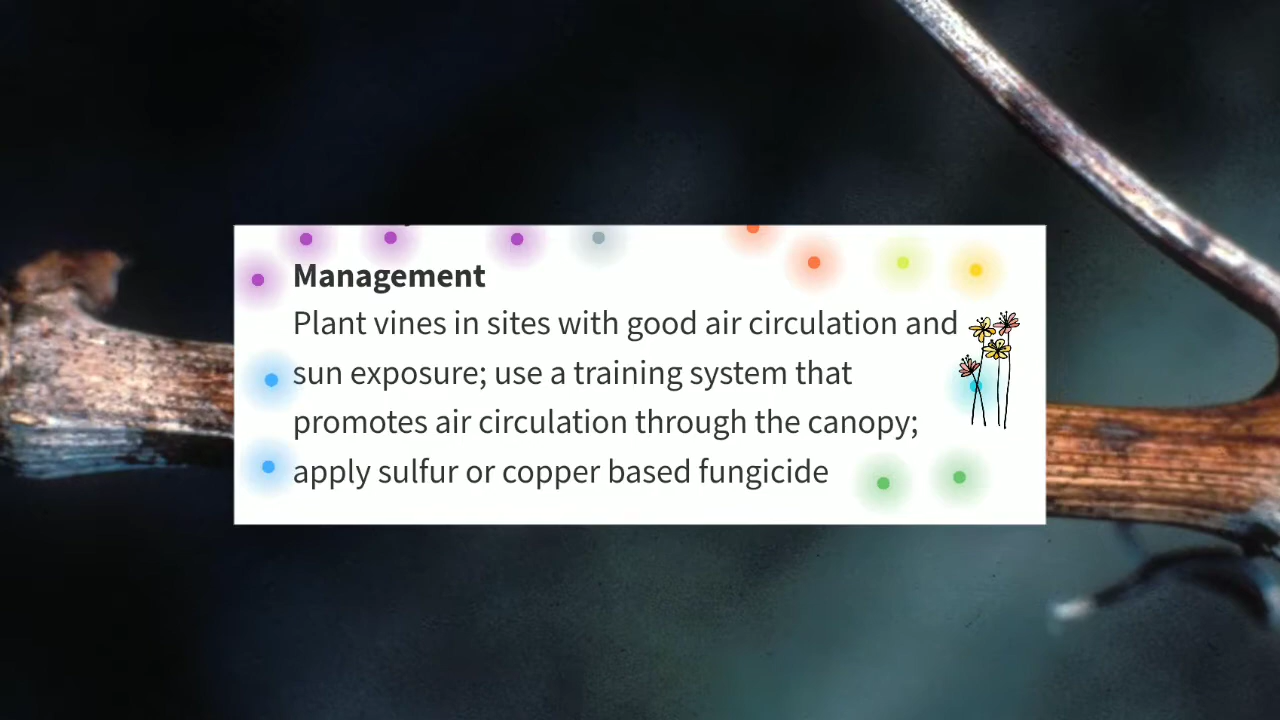 Management
Plant vines in sites with good air circulation and
sun exposure; use a training system that
promotes air circulation through the canopy;
apply sulfur or copper based fungicide